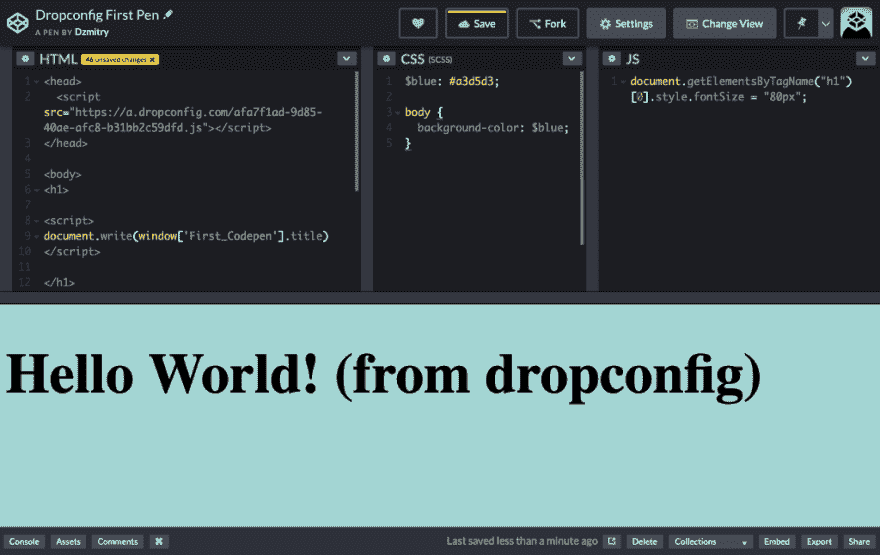 Dropconfig First Pen
A PEN BY Dzmitry
Save
Fork
Settings
Change View
HTML 46 unsaved changes ×
1 <head>
2 <script
src="https://a.dropconfig.com/afa7f1ad-9d85-
40ae-afc8-b31bb2c59dfd.js"></script>
3 </head>
4
5 <body>
6 <h1>
7
8 <script>
9 document.write(window['First_Codepen'].title)
10 </script>
11
12 </h1>
CSS (SCSS)
1 $blue: #a3d5d3;
2
3 body {
4 background-color: $blue;
5 }
JS
1 document.getElementsByTagName("h1")
[0].style.fontSize = "80px";
Hello World! (from dropconfig)
Console Assets Comments ⌘
Last saved less than a minute ago Delete Collections Embed Export Share